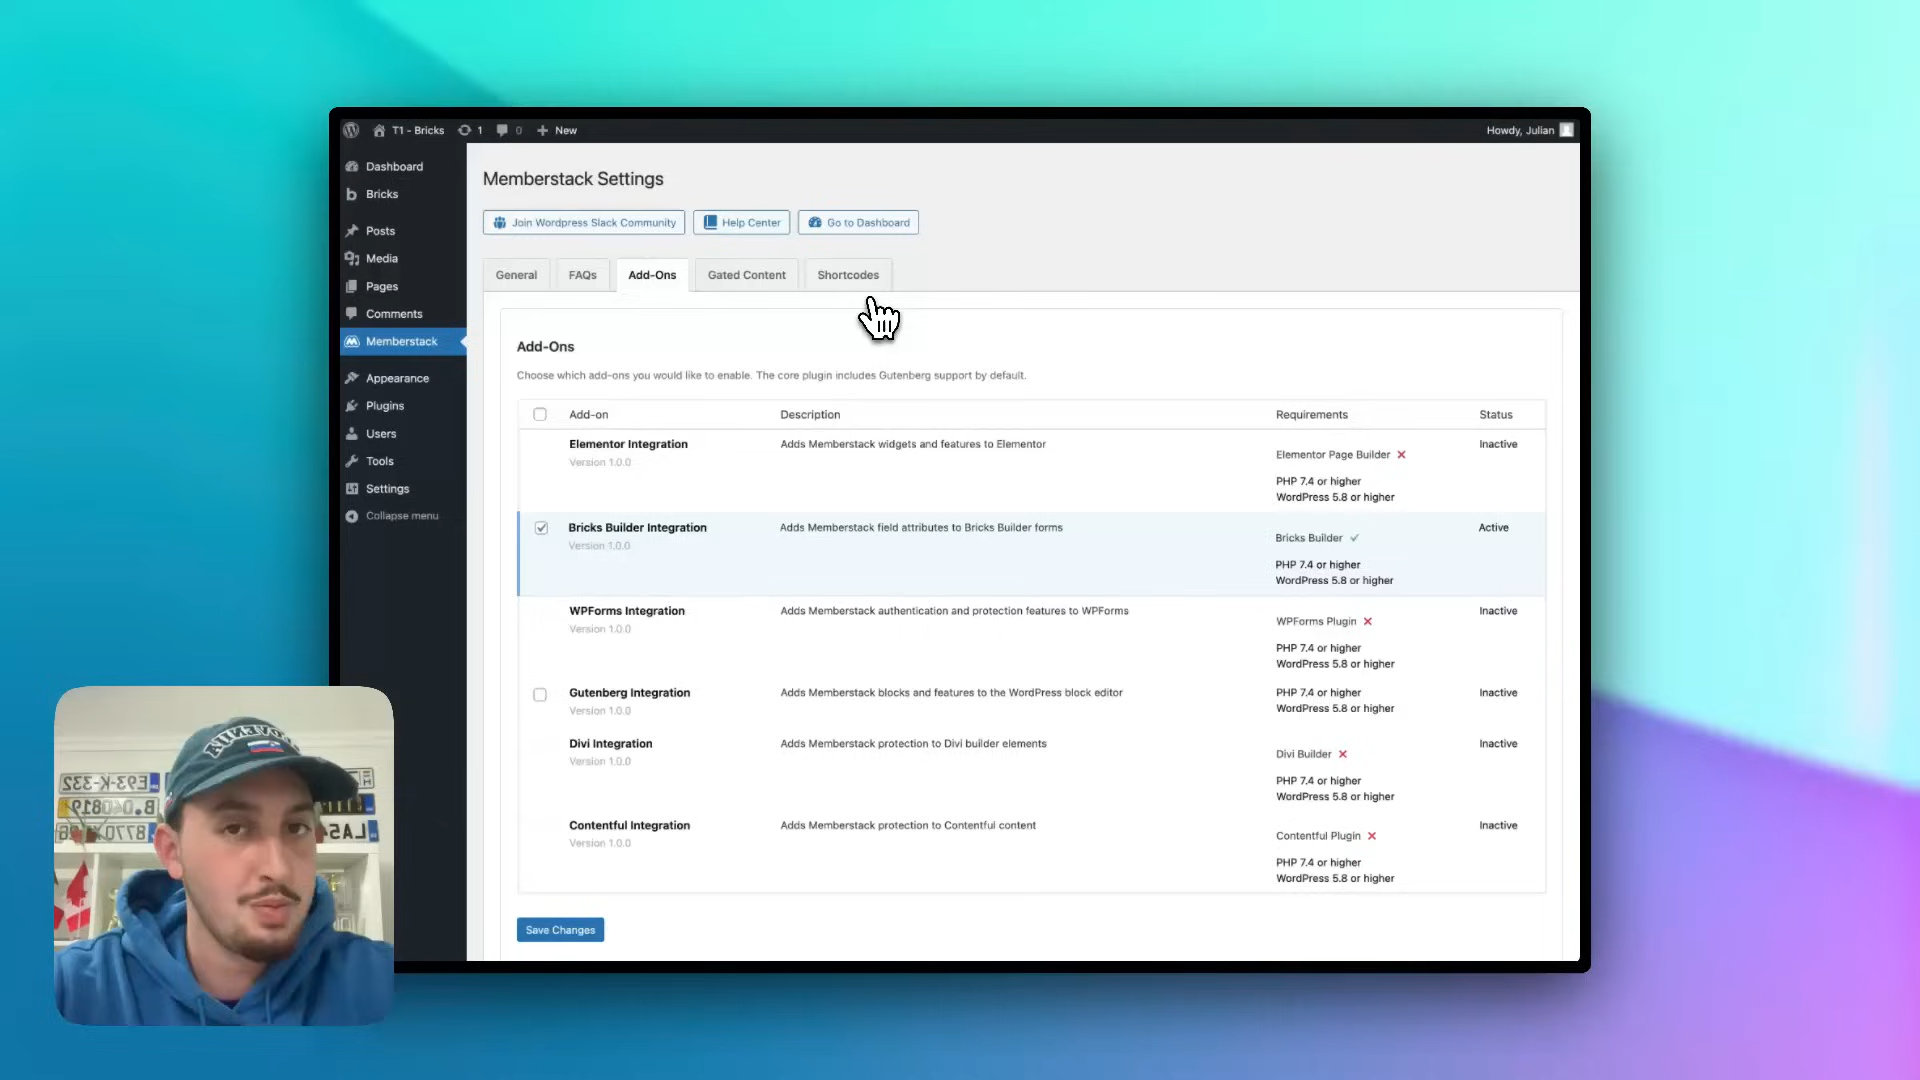 T1 - Bricks
1
0
New
Howdy, Julian
Dashboard
Bricks
Posts
Media
Pages
Comments
Memberstack
Appearance
Plugins
Users
Tools
Settings
Collapse menu
Memberstack Settings
Join Wordpress Slack Community
Help Center
Go to Dashboard
General
FAQs
Add-Ons
Gated Content
Shortcodes
Add-Ons
Choose which add-ons you would like to enable. The core plugin includes Gutenberg support by default.
Add-on Description Requirements Status
Elementor Integration Adds Memberstack widgets and features to Elementor Inactive
Version 1.0.0 Elementor Page Builder
PHP 7.4 or higher
WordPress 5.8 or higher
Bricks Builder Integration Adds Memberstack field attributes to Bricks Builder forms Active
Version 1.0.0 Bricks Builder
PHP 7.4 or higher
WordPress 5.8 or higher
WPForms Integration Adds Memberstack authentication and protection features to WPForms Inactive
Version 1.0.0 WPForms Plugin
PHP 7.4 or higher
WordPress 5.8 or higher
Gutenberg Integration Adds Memberstack blocks and features to the WordPress block editor PHP 7.4 or higher Inactive
Version 1.0.0 WordPress 5.8 or higher
Divi Integration Adds Memberstack protection to Divi builder elements Inactive
Version 1.0.0 Divi Builder
PHP 7.4 or higher
WordPress 5.8 or higher
Contentful Integration Adds Memberstack protection to Contentful content Inactive
Version 1.0.0 Contentful Plugin
PHP 7.4 or higher
WordPress 5.8 or higher
Save Changes
SLOVENIJA
E93-K-332